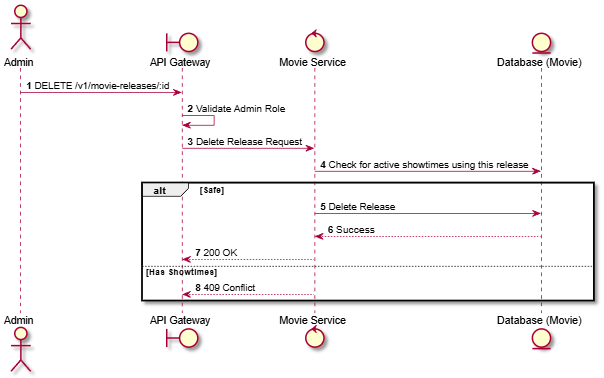 Admin API Gateway Movie Service Database (Movie)
1 DELETE /v1/movie-releases/:id
2 Validate Admin Role
3 Delete Release Request
4 Check for active showtimes using this release
alt [Safe]
5 Delete Release
6 Success
7 200 OK
[Has Showtimes]
8 409 Conflict
Admin API Gateway Movie Service Database (Movie)